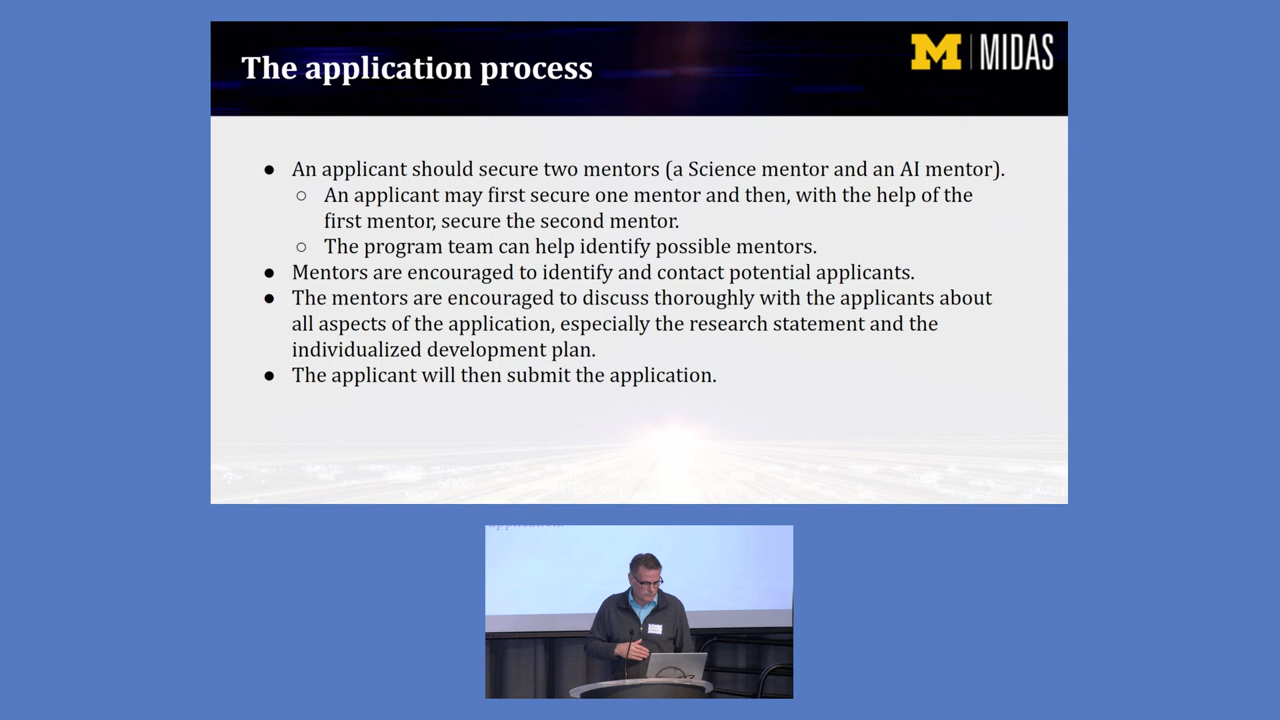 The application process
M | MIDAS
● An applicant should secure two mentors (a Science mentor and an AI mentor).
○ An applicant may first secure one mentor and then, with the help of the
first mentor, secure the second mentor.
○ The program team can help identify possible mentors.
● Mentors are encouraged to identify and contact potential applicants.
● The mentors are encouraged to discuss thoroughly with the applicants about
all aspects of the application, especially the research statement and the
individualized development plan.
● The applicant will then submit the application.
application.